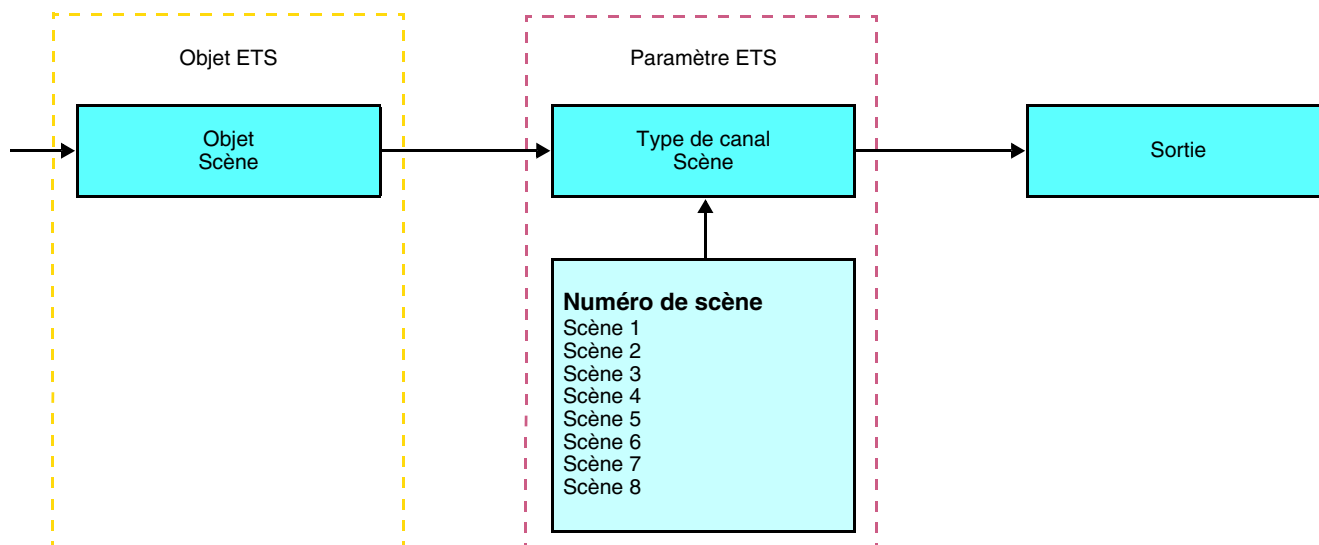 Objet ETS
Paramètre ETS
Objet
Scène
Type de canal
Scène
Sortie
Numéro de scène
Scène 1
Scène 2
Scène 3
Scène 4
Scène 5
Scène 6
Scène 7
Scène 8